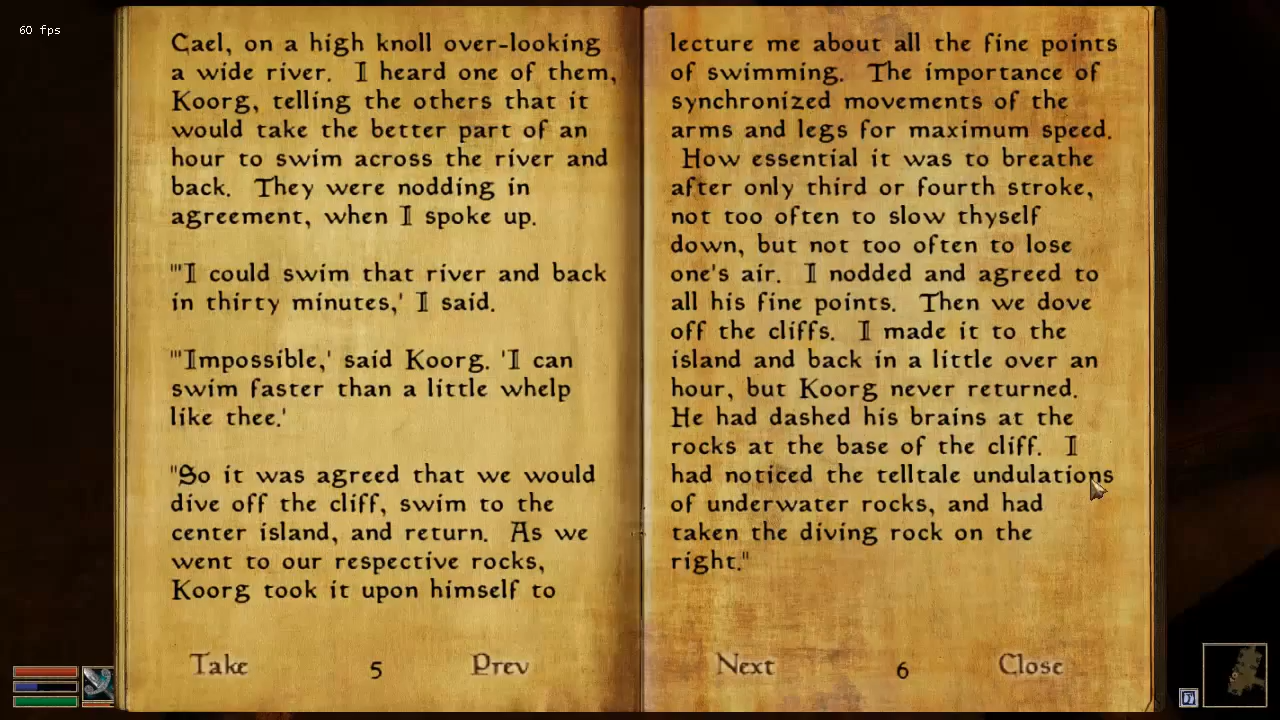 60 fps
Cael, on a high knoll over-looking
a wide river.  I heard one of them,
Koorg, telling the others that it
would take the better part of an
hour to swim across the river and
back.  They were nodding in
agreement, when I spoke up.
"'I could swim that river and back
in thirty minutes,' I said.
"'Impossible,' said Koorg. 'I can
swim faster than a little whelp
like thee.'
"So it was agreed that we would
dive off the cliff, swim to the
center island, and return.  As we
went to our respective rocks,
Koorg took it upon himself to
lecture me about all the fine points
of swimming.  The importance of
synchronized movements of the
arms and legs for maximum speed.
How essential it was to breathe
after only third or fourth stroke,
not too often to slow thyself
down, but not too often to lose
one's air.  I nodded and agreed to
all his fine points.  Then we dove
off the cliffs.  I made it to the
island and back in a little over an
hour, but Koorg never returned.
He had dashed his brains at the
rocks at the base of the cliff.  I
had noticed the telltale undulations
of underwater rocks, and had
taken the diving rock on the
right."
Take 5 Prev Next 6 Close